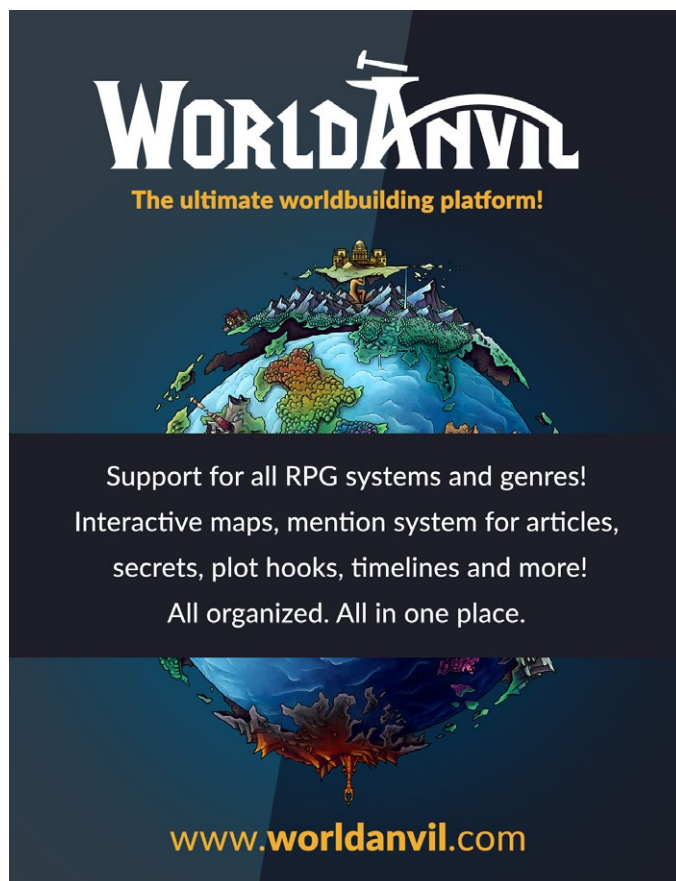 WORLDANVIL
The ultimate worldbuilding platform!
Support for all RPG systems and genres!
Interactive maps, mention system for articles,
secrets, plot hooks, timelines and more!
All organized. All in one place.
www.worldanvil.com